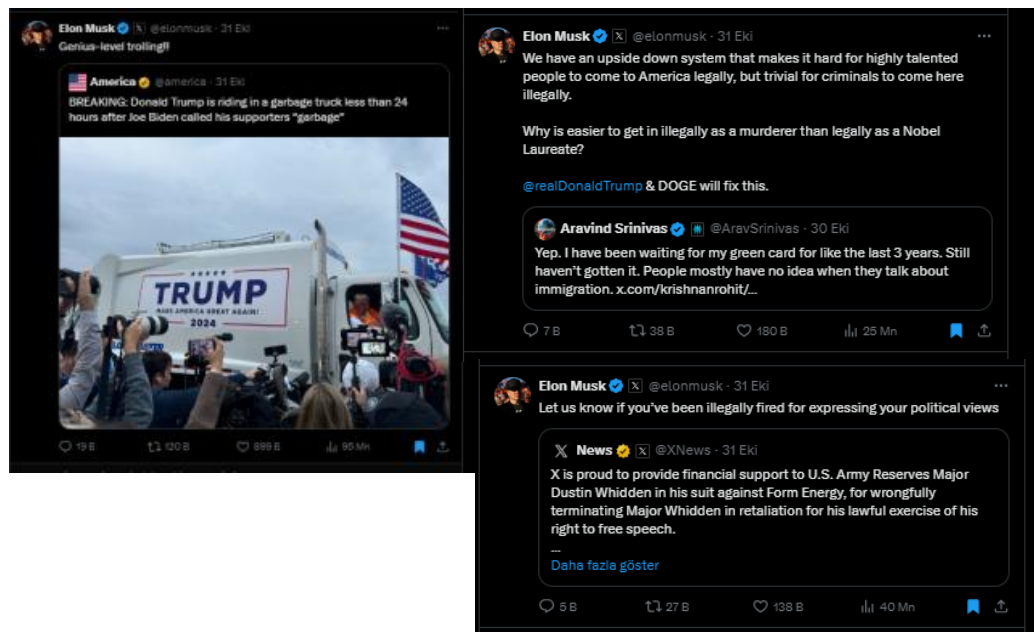 Elon Musk @elonmusk · 31 Eki
Genius-level trolling!!
America @america · 31 Eki
BREAKING: Donald Trump is riding in a garbage truck less than 24
hours after Joe Biden called his supporters "garbage"
TRUMP
MAKE AMERICA GREAT AGAIN!
2024
19 B 120 B 899 B 95 Mn
Elon Musk @elonmusk · 31 Eki
We have an upside down system that makes it hard for highly talented
people to come to America legally, but trivial for criminals to come here
illegally.
Why is easier to get in illegally as a murderer than legally as a Nobel
Laureate?
@realDonaldTrump & DOGE will fix this.
Aravind Srinivas @AravSrinivas · 30 Eki
Yep. I have been waiting for my green card for like the last 3 years. Still
haven't gotten it. People mostly have no idea when they talk about
immigration. x.com/krishnanrohit/...
7 B 38 B 180 B 25 Mn
Elon Musk @elonmusk · 31 Eki
Let us know if you've been illegally fired for expressing your political views
News @XNews · 31 Eki
X is proud to provide financial support to U.S. Army Reserves Major
Dustin Whidden in his suit against Form Energy, for wrongfully
terminating Major Whidden in retaliation for his lawful exercise of his
right to free speech.
...
Daha fazla göster
5 B 27 B 138 B 40 Mn